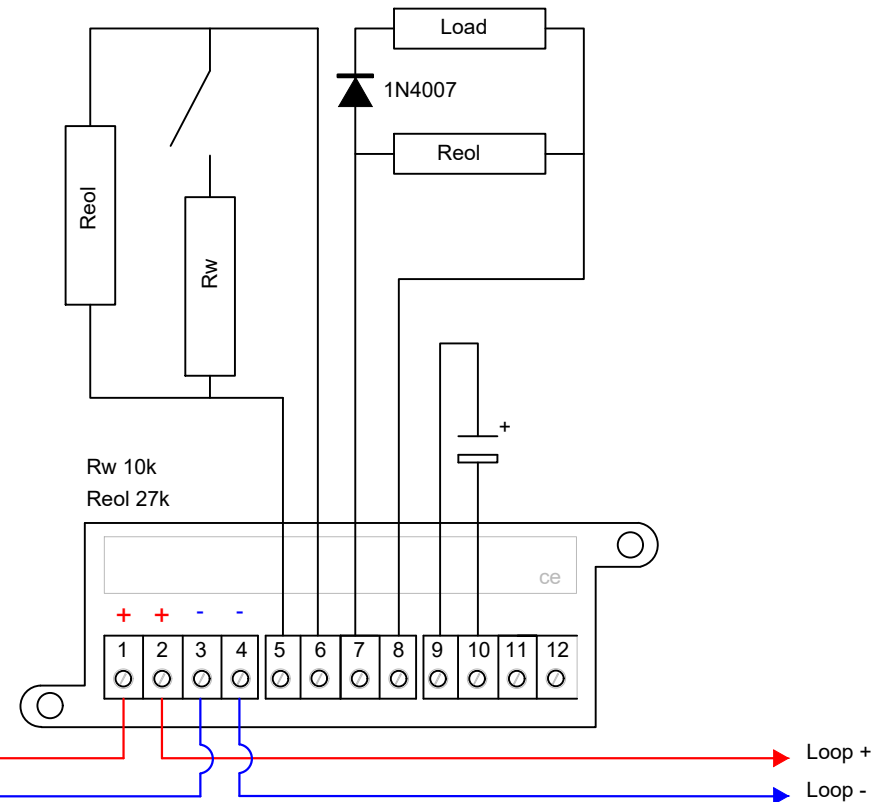 Load
1N4007
Reol
Reol
Rw
+
Rw 10k
Reol 27k
ce
+ + - -
1 2 3 4 5 6 7 8 9 10 11 12
Loop +
Loop -